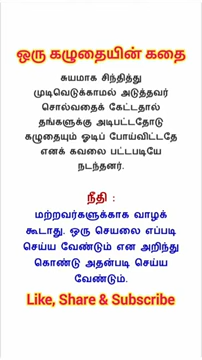 ஒரு கழுதையின் கதை
சுயமாக சிந்தித்து
முடிவெடுக்காமல் அடுத்தவர்
சொல்வதைக் கேட்டதால்
தங்களுக்கு அடிபட்டதோடு
கழுதையும் ஓடிப் போய்விட்டதே
எனக் கவலை பட்டபடியே
நடந்தனர்.
நீதி :
மற்றவர்களுக்காக வாழக்
கூடாது. ஒரு செயலை எப்படி
செய்ய வேண்டும் என அறிந்து
கொண்டு அதன்படி செய்ய
வேண்டும்.
Like, Share & Subscribe